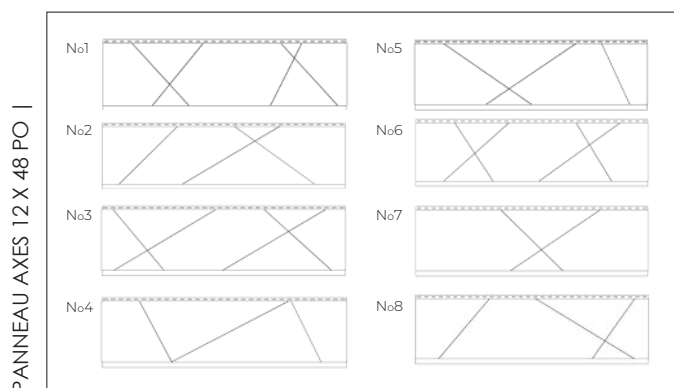 PANNEAU AXES 12 X 48 PO |
No1
No2
No3
No4
No5
No6
No7
No8